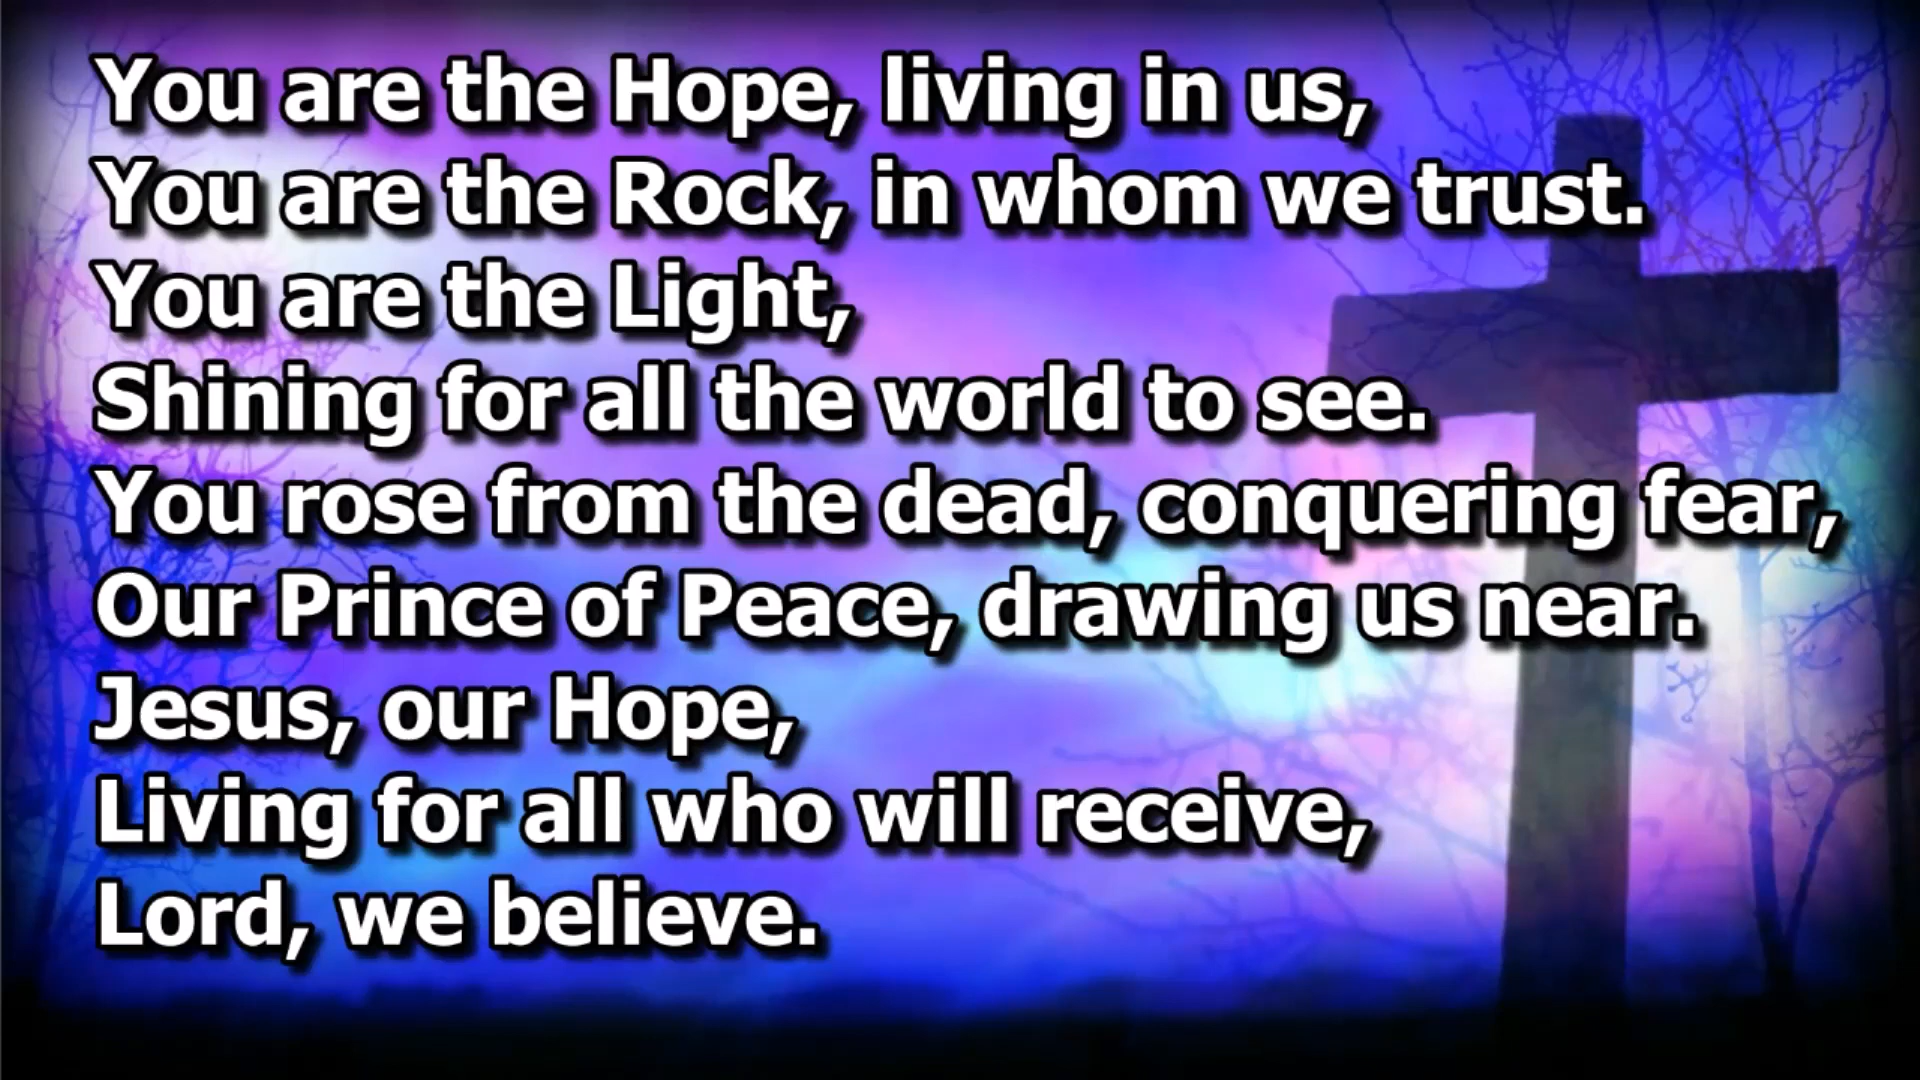 You are the Hope, living in us,
You are the Rock, in whom we trust.
You are the Light,
Shining for all the world to see.
You rose from the dead, conquering fear,
Our Prince of Peace, drawing us near.
Jesus, our Hope,
Living for all who will receive,
Lord, we believe.